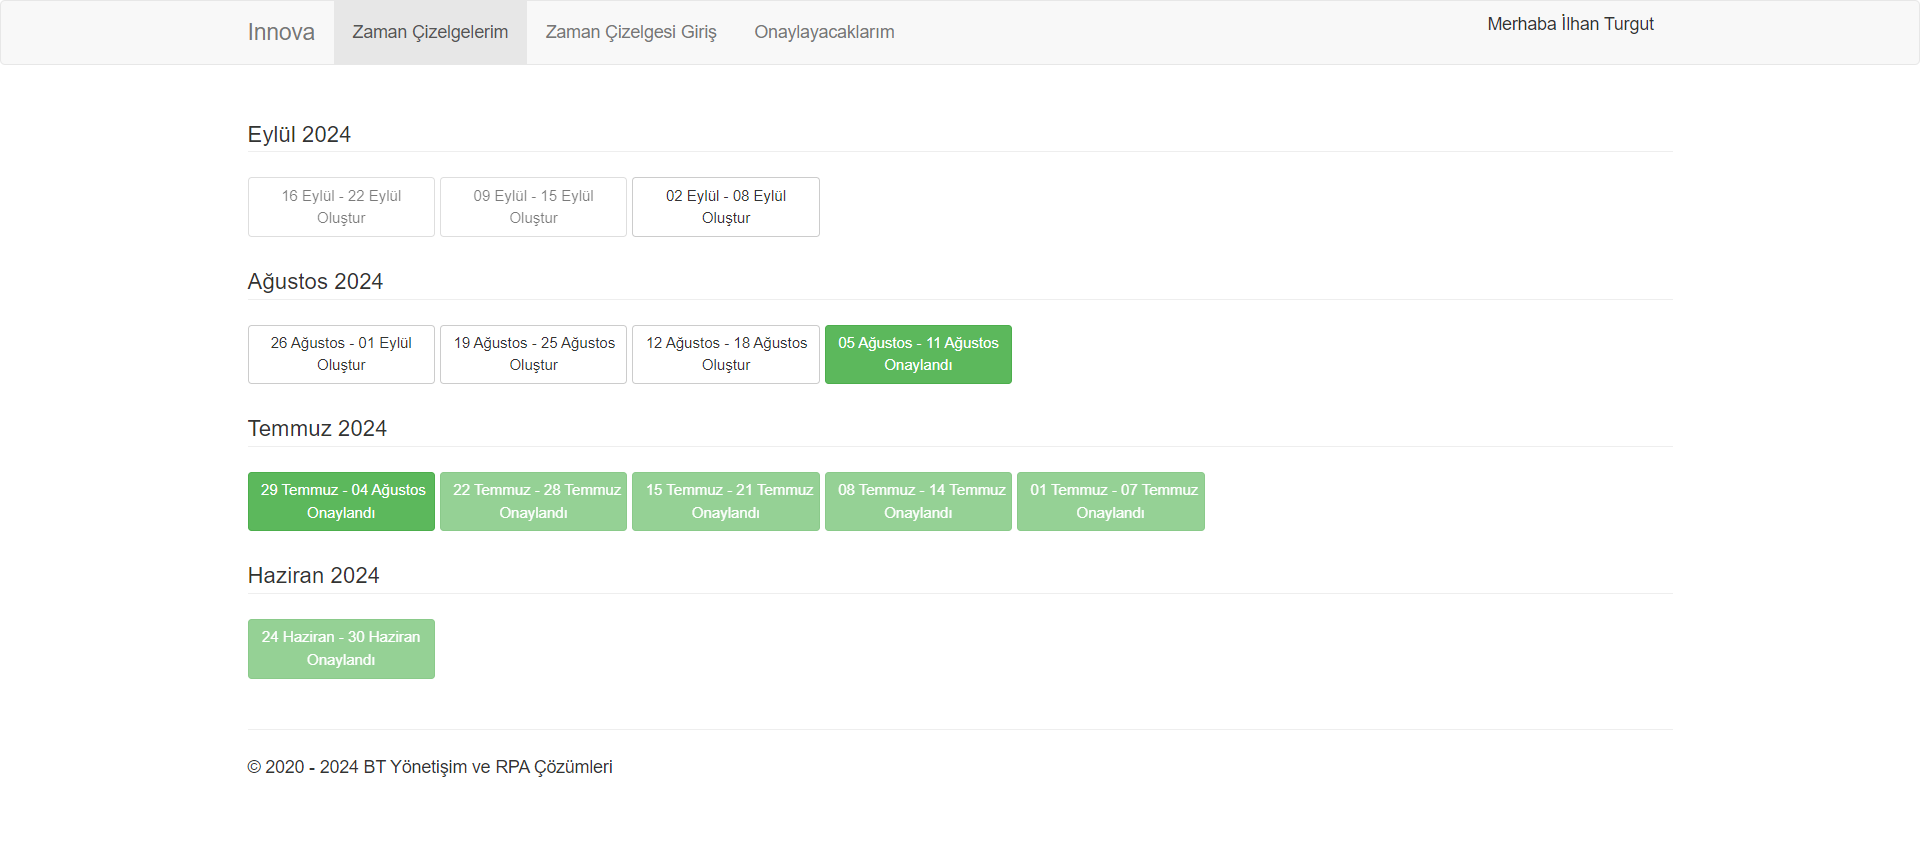 Innova
Zaman Çizelgelerim
Zaman Çizelgesi Giriş
Onaylayacaklarım
Merhaba İlhan Turgut
Eylül 2024
16 Eylül - 22 Eylül
Oluştur
09 Eylül - 15 Eylül
Oluştur
02 Eylül - 08 Eylül
Oluştur
Ağustos 2024
26 Ağustos - 01 Eylül
Oluştur
19 Ağustos - 25 Ağustos
Oluştur
12 Ağustos - 18 Ağustos
Oluştur
05 Ağustos - 11 Ağustos
Onaylandı
Temmuz 2024
29 Temmuz - 04 Ağustos
Onaylandı
22 Temmuz - 28 Temmuz
Onaylandı
15 Temmuz - 21 Temmuz
Onaylandı
08 Temmuz - 14 Temmuz
Onaylandı
01 Temmuz - 07 Temmuz
Onaylandı
Haziran 2024
24 Haziran - 30 Haziran
Onaylandı
© 2020 - 2024 BT Yönetişim ve RPA Çözümleri